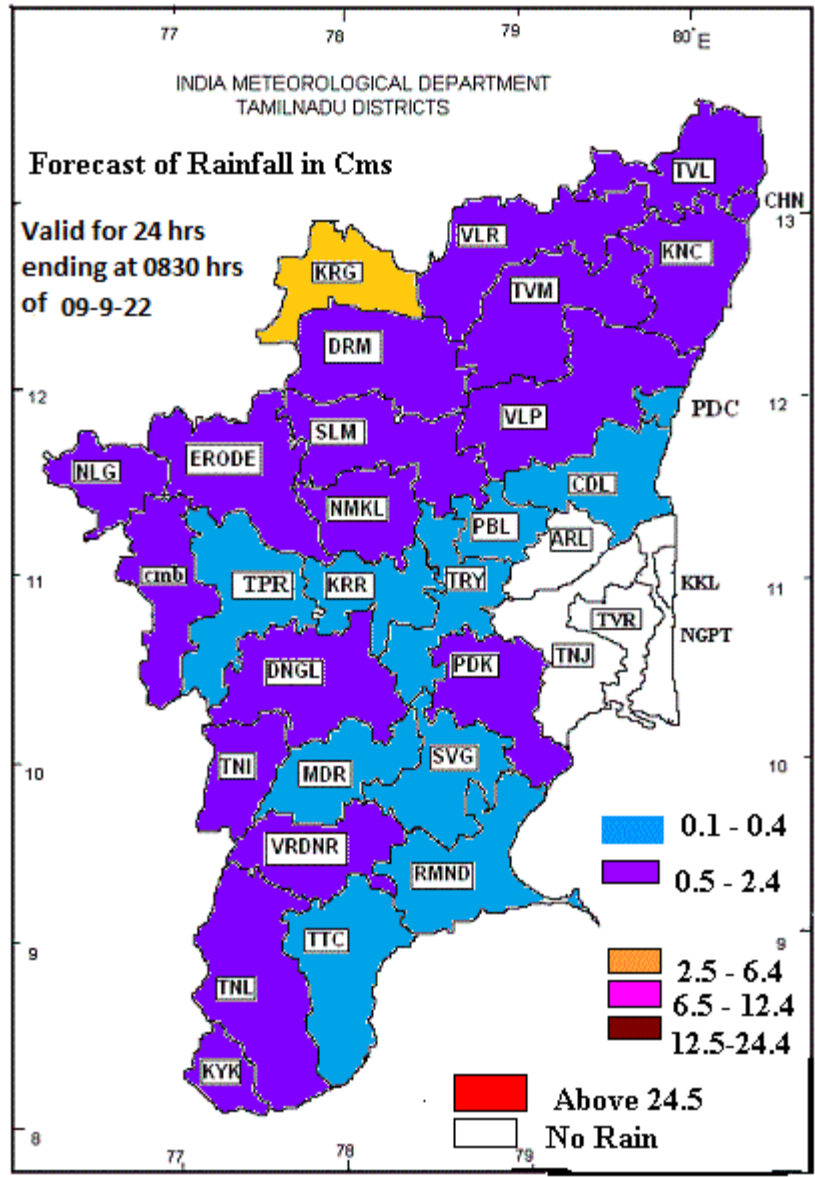 77 78 79 80° E
INDIA METEOROLOGICAL DEPARTMENT
TAMILNADU DISTRICTS
Forecast of Rainfall in Cms
TVL
CHN
13
Valid for 24 hrs
VLR
ending at 0830 hrs
KRG
KNC
of 09-9-22
TVM
DRM
12
12
PDC
VLP
SLM
ERODE
NLG
CDL
NMKL
PBL
ARL
11
cmb
TPR
KRR
TRY
11
KKL
TVR
NGPT
DNGL
PDK
TNJ
10
TNI
MDR
SVG
10
0.1 - 0.4
VRDNR
RMND
0.5 - 2.4
9
TTC
9
2.5 - 6.4
TNL
6.5 - 12.4
12.5-24.4
KYK
Above 24.5
8
No Rain
77 78 79